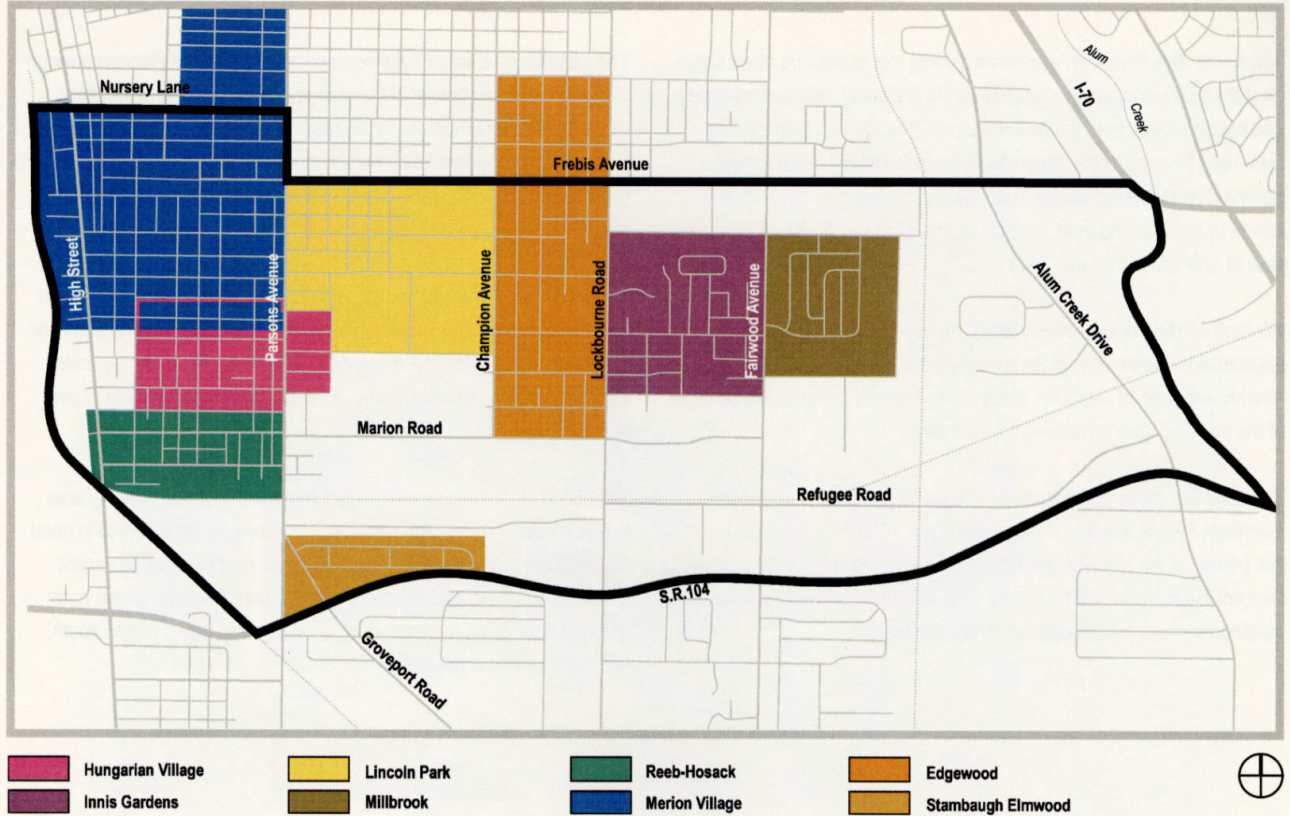 Alum
Creek
I-70
Nursery Lane
Frebis Avenue
High Street
Parsons Avenue
Champion Avenue
Lockbourne Road
Fairwood Avenue
Alum Creek Drive
Marion Road
Refugee Road
S.R.104
Groveport Road
Hungarian Village
Lincoln Park
Reeb-Hosack
Edgewood
Innis Gardens
Millbrook
Merion Village
Stambaugh Elmwood